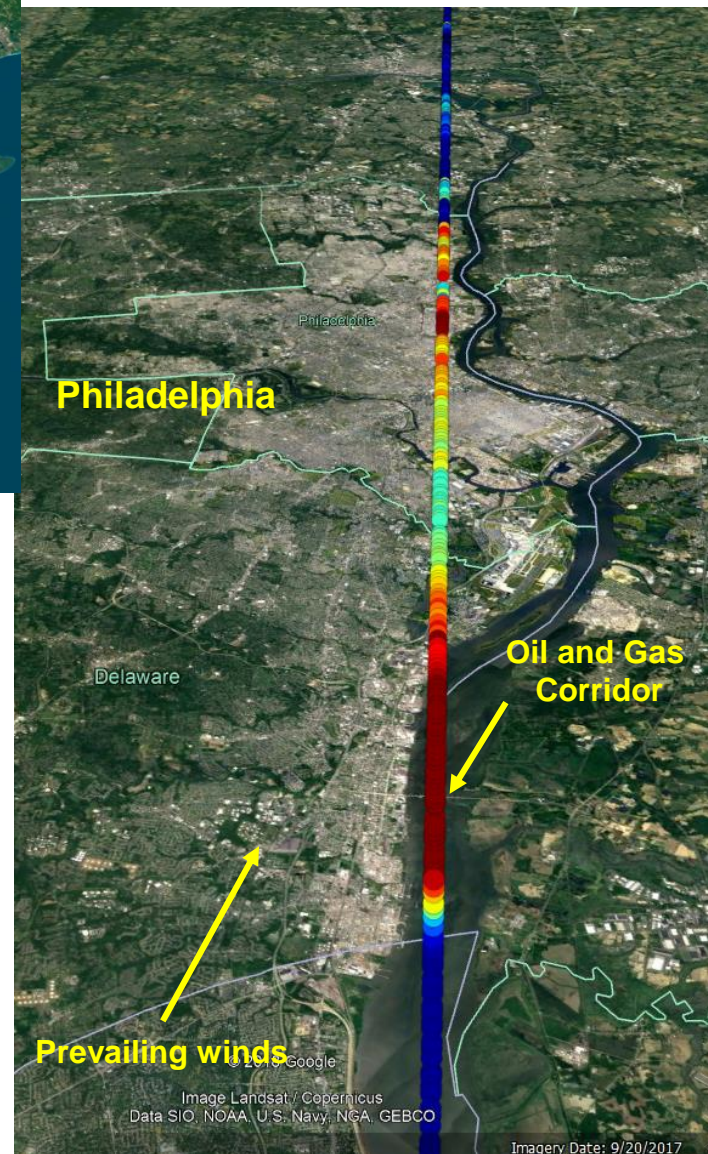 Philadelphia
Philadelphia
Delaware
Oil and Gas
Corridor
Prevailing winds
Google
Image Landsat / Copernicus
Data SIO, NOAA, U.S. Navy, NGA, GEBCO
Imagery Date: 9/20/2017